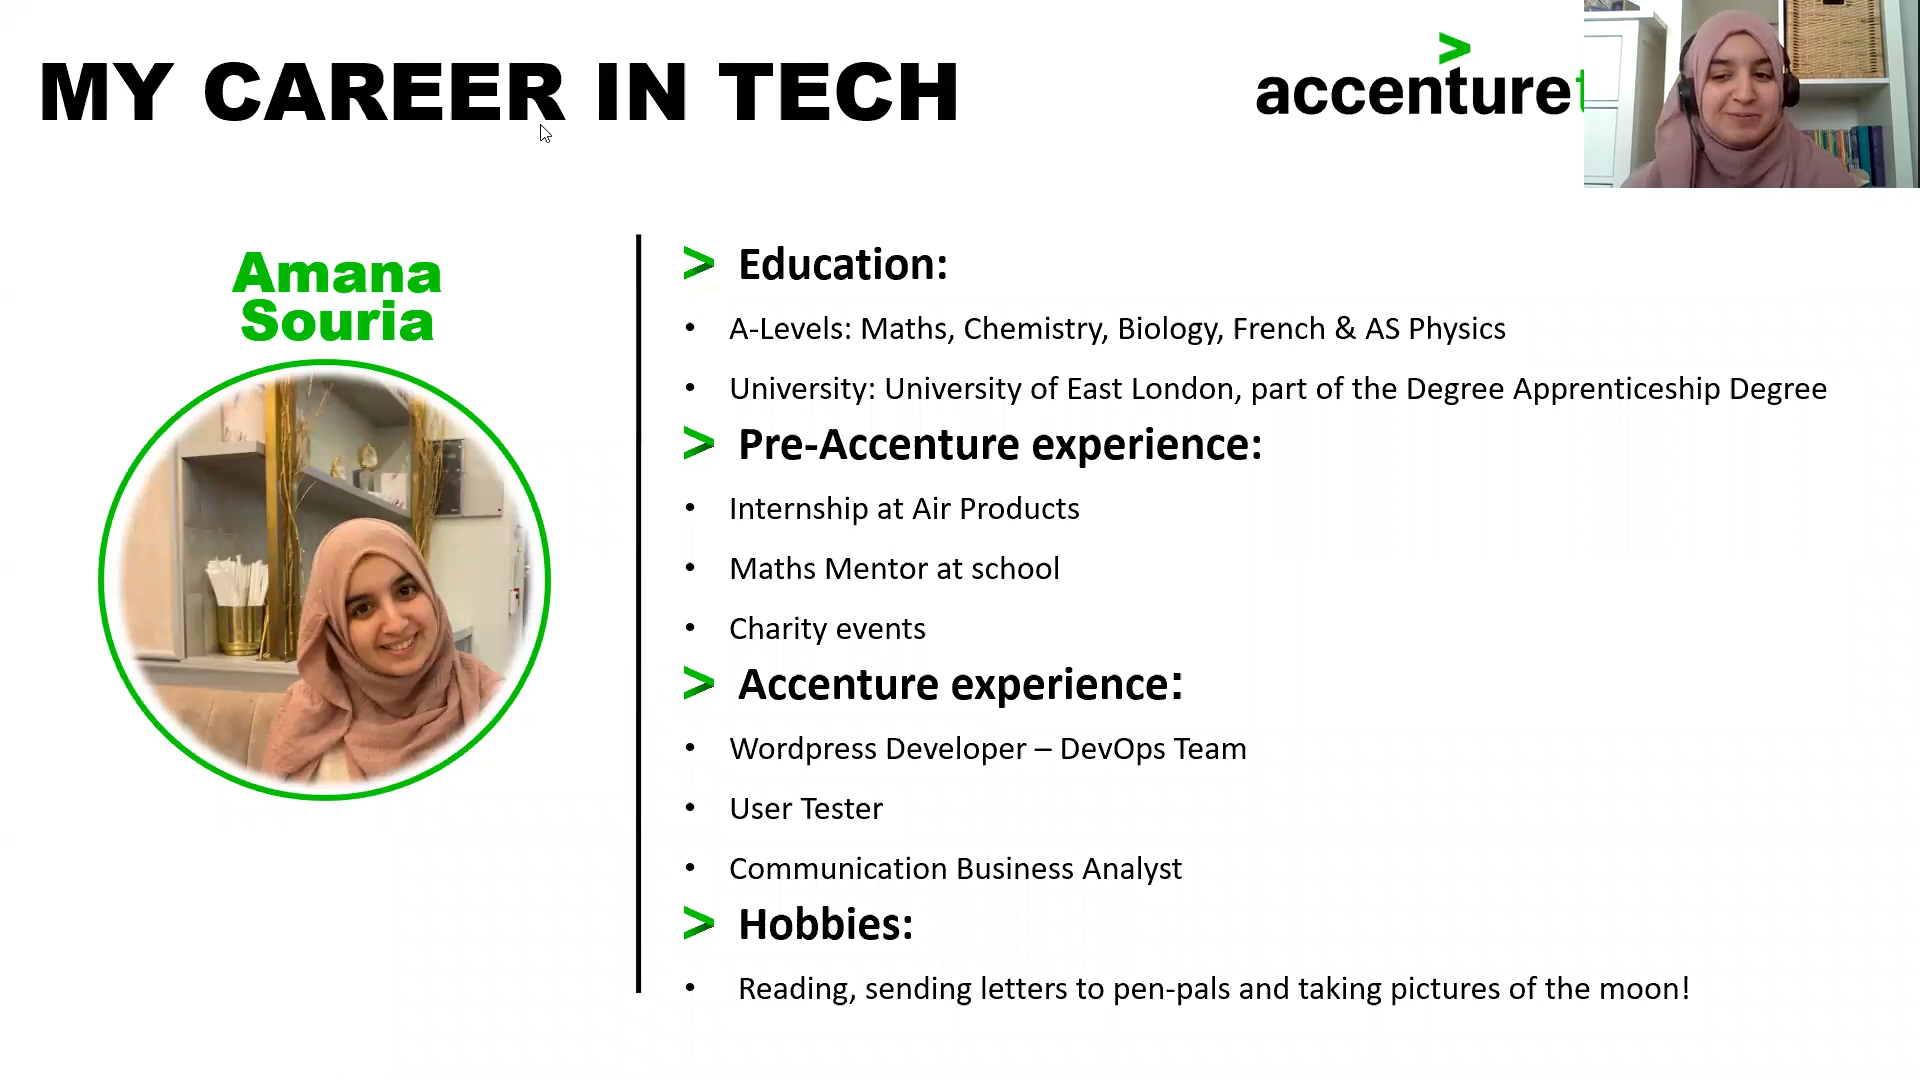 MY CAREER IN TECH
accenture
Amana
Souria
> Education:
• A-Levels: Maths, Chemistry, Biology, French & AS Physics
• University: University of East London, part of the Degree Apprenticeship Degree
> Pre-Accenture experience:
• Internship at Air Products
• Maths Mentor at school
• Charity events
> Accenture experience:
• Wordpress Developer – DevOps Team
• User Tester
• Communication Business Analyst
> Hobbies:
• Reading, sending letters to pen-pals and taking pictures of the moon!